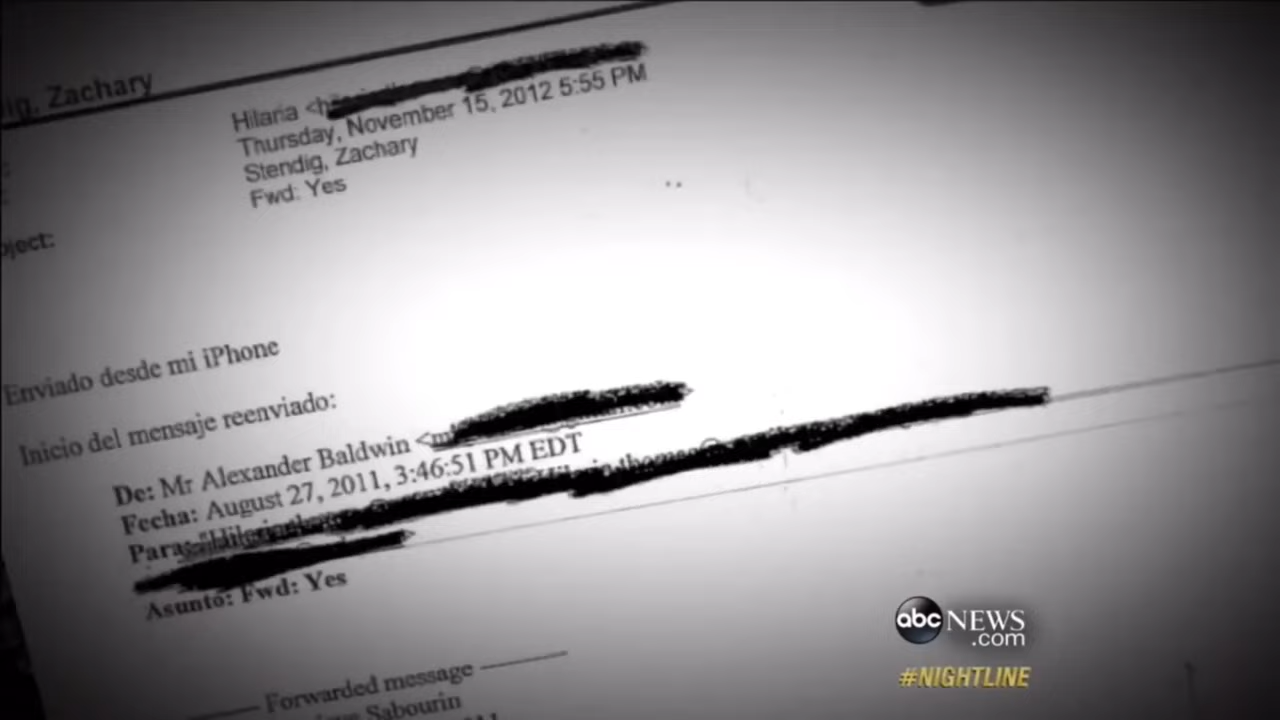 ig, Zachary
Hilaria <h
Thursday, November 15, 2012 5:55 PM
Stendig, Zachary
Fwd: Yes
ject:
Enviado desde mi iPhone
Inicio del mensaje reenviado:
De: Mr Alexander Baldwin <m
Fecha: August 27, 2011, 3:46:51 PM EDT
Para:
Asunto: Fwd: Yes
Forwarded message
Sabourin
abc NEWS
.com
#NIGHTLINE